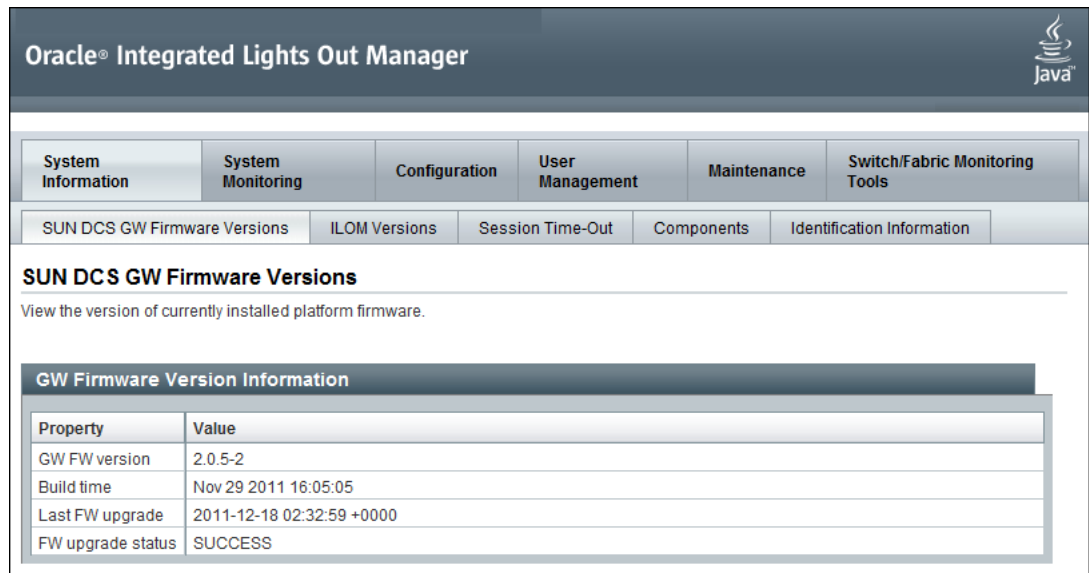 Oracle® Integrated Lights Out Manager
Java™
System Information
System Monitoring
Configuration
User Management
Maintenance
Switch/Fabric Monitoring Tools
SUN DCS GW Firmware Versions
ILOM Versions
Session Time-Out
Components
Identification Information
SUN DCS GW Firmware Versions
View the version of currently installed platform firmware.
GW Firmware Version Information
Property Value
GW FW version 2.0.5-2
Build time Nov 29 2011 16:05:05
Last FW upgrade 2011-12-18 02:32:59 +0000
FW upgrade status SUCCESS